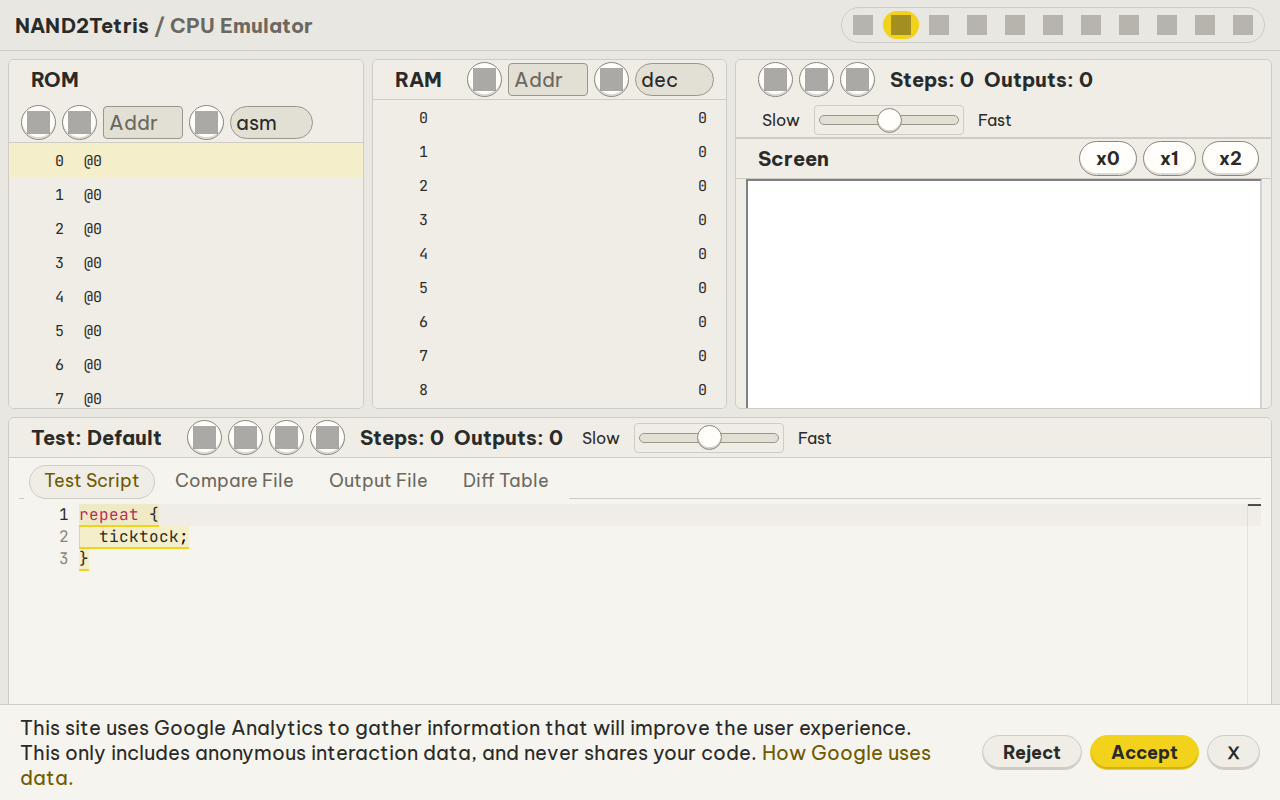 NAND2Tetris / CPU Emulator
ROM
Addr asm
0 @0
1 @0
2 @0
3 @0
4 @0
5 @0
6 @0
7 @0
RAM Addr dec
0 0
1 0
2 0
3 0
4 0
5 0
6 0
7 0
8 0
Steps: 0 Outputs: 0
Slow Fast
Screen x0 x1 x2
Test: Default Steps: 0 Outputs: 0 Slow Fast
Test Script Compare File Output File Diff Table
1 repeat {
2 ticktock;
3 }
This site uses Google Analytics to gather information that will improve the user experience.
This only includes anonymous interaction data, and never shares your code. How Google uses
data.
Reject Accept X